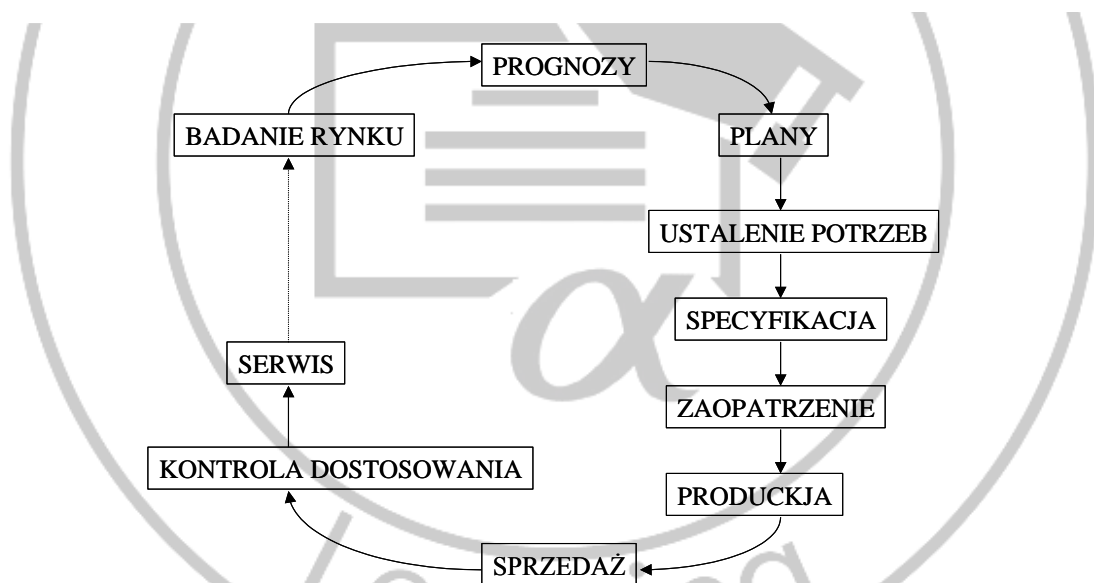 PROGNOZY
BADANIE RYNKU
PLANY
USTALENIE POTRZEB
SPECYFIKACJA
SERWIS
ZAOPATRZENIE
KONTROLA DOSTOSOWANIA
PRODUCKJA
SPRZEDAŻ